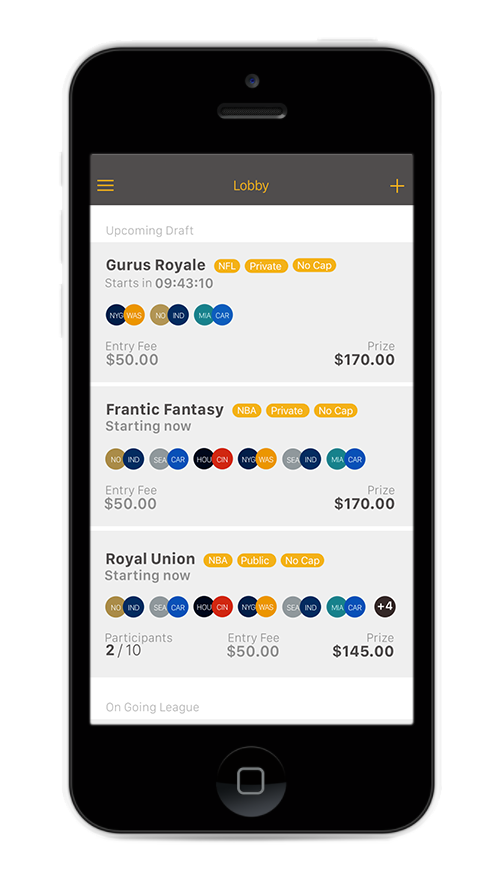 Lobby
Upcoming Draft
Gurus Royale NFL Private No Cap
Starts in 09:43:10
NYG WAS NO IND MIA CAR
Entry Fee Prize
$50.00 $170.00
Frantic Fantasy NBA Private No Cap
Starting now
NO IND SEA CAR HOU CIN NYG WAS SEA IND MIA CAR
Entry Fee Prize
$50.00 $170.00
Royal Union NBA Public No Cap
Starting now
NO IND SEA CAR HOU CIN NYG WAS SEA IND MIA CAR +4
Participants Entry Fee Prize
2 / 10 $50.00 $145.00
On Going League